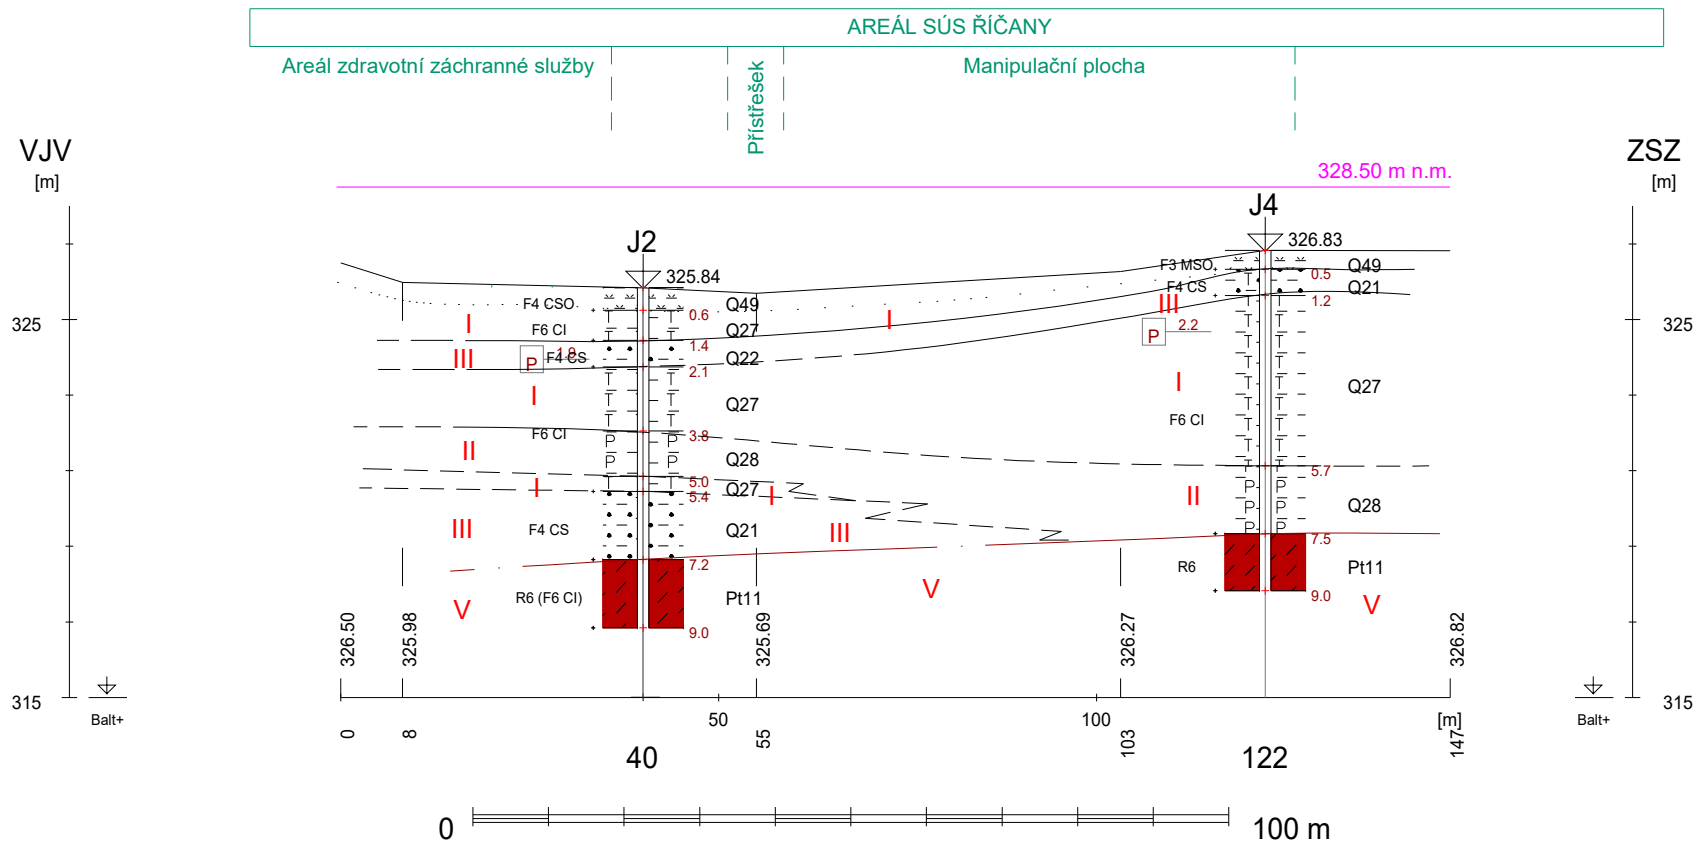 AREÁL SÚS ŘÍČANY
Areál zdravotní záchranné služby
Přístřešek
Manipulační plocha
VJV
[m]
ZSZ
[m]
328.50 m n.m.
J2
325.84
J4
326.83
F4 CSO
Q49
0.6
F6 CI
Q27
1.4
P
1.9
F4 CS
Q22
2.1
Q27
F6 CI
3.8
Q28
5.0
Q27
5.4
F4 CS
Q21
7.2
R6 (F6 CI)
Pt11
9.0
F3 MSO
Q49
0.5
F4 CS
Q21
1.2
P
2.2
Q27
F6 CI
5.7
Q28
7.5
R6
Pt11
9.0
I
III
I
II
I
III
V
I
I
III
V
III
I
II
V
325
325
315
315
Balt+
Balt+
326.50
325.98
325.69
326.27
326.82
50
100
[m]
0
8
55
103
147
40
122
0
100 m